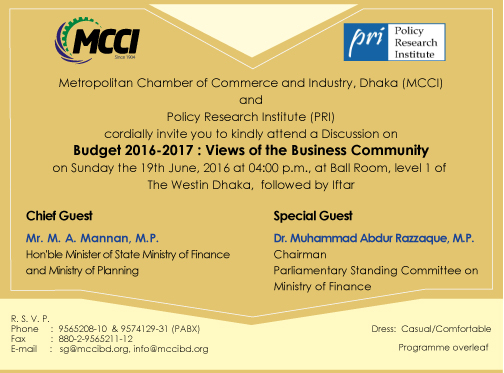 MCCI
Since 1904
pri Policy
Research
Institute
Metropolitan Chamber of Commerce and Industry, Dhaka (MCCI)
and
Policy Research Institute (PRI)
cordially invite you to kindly attend a Discussion on
Budget 2016-2017 : Views of the Business Community
on Sunday the 19th June, 2016 at 04:00 p.m., at Ball Room, level 1 of
The Westin Dhaka, followed by Iftar
Chief Guest
Mr. M. A. Mannan, M.P.
Hon'ble Minister of State Ministry of Finance
and Ministry of Planning
Special Guest
Dr. Muhammad Abdur Razzaque, M.P.
Chairman
Parliamentary Standing Committee on
Ministry of Finance
R. S. V. P.
Phone : 9565208-10 & 9574129-31 (PABX)
Fax : 880-2-9565211-12
E-mail : sg@mccibd.org, info@mccibd.org
Dress: Casual/Comfortable
Programme overleaf